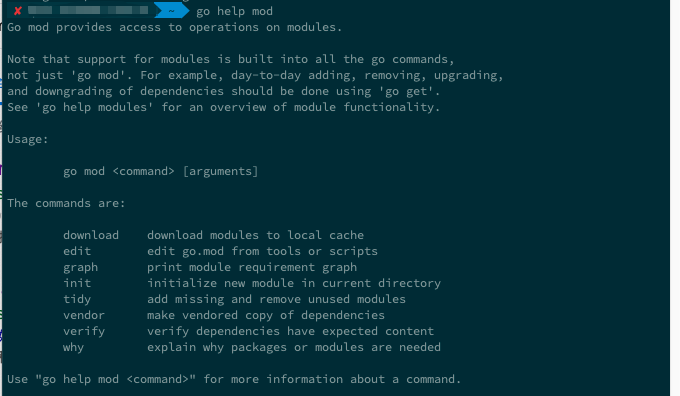 ✘ ~ go help mod
Go mod provides access to operations on modules.
Note that support for modules is built into all the go commands,
not just 'go mod'. For example, day-to-day adding, removing, upgrading,
and downgrading of dependencies should be done using 'go get'.
See 'go help modules' for an overview of module functionality.
Usage:
go mod <command> [arguments]
The commands are:
download    download modules to local cache
edit        edit go.mod from tools or scripts
graph       print module requirement graph
init        initialize new module in current directory
tidy        add missing and remove unused modules
vendor      make vendored copy of dependencies
verify      verify dependencies have expected content
why         explain why packages or modules are needed
Use "go help mod <command>" for more information about a command.